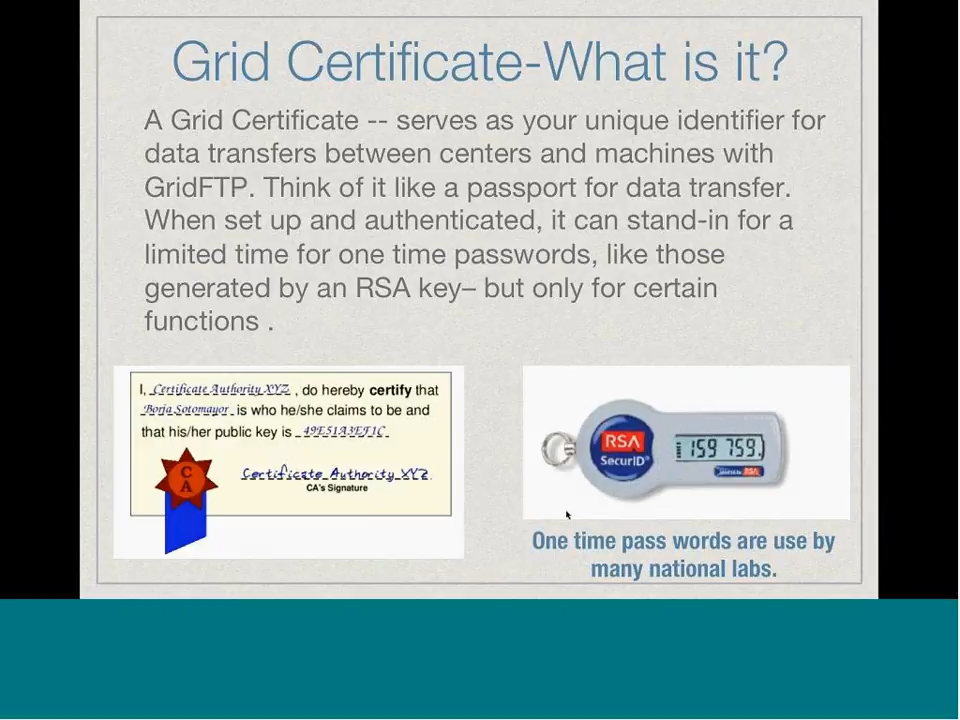 Grid Certificate-What is it?
A Grid Certificate -- serves as your unique identifier for
data transfers between centers and machines with
GridFTP. Think of it like a passport for data transfer.
When set up and authenticated, it can stand-in for a
limited time for one time passwords, like those
generated by an RSA key– but only for certain
functions .
I, Certificate Authority XYZ , do hereby certify that
Borja Sotomayor is who he/she claims to be and
that his/her public key is 49E51A3EF1C
C
A
Certificate Authority XYZ
CA's Signature
RSA
SecurID®
159 759
RSA
One time pass words are use by
many national labs.